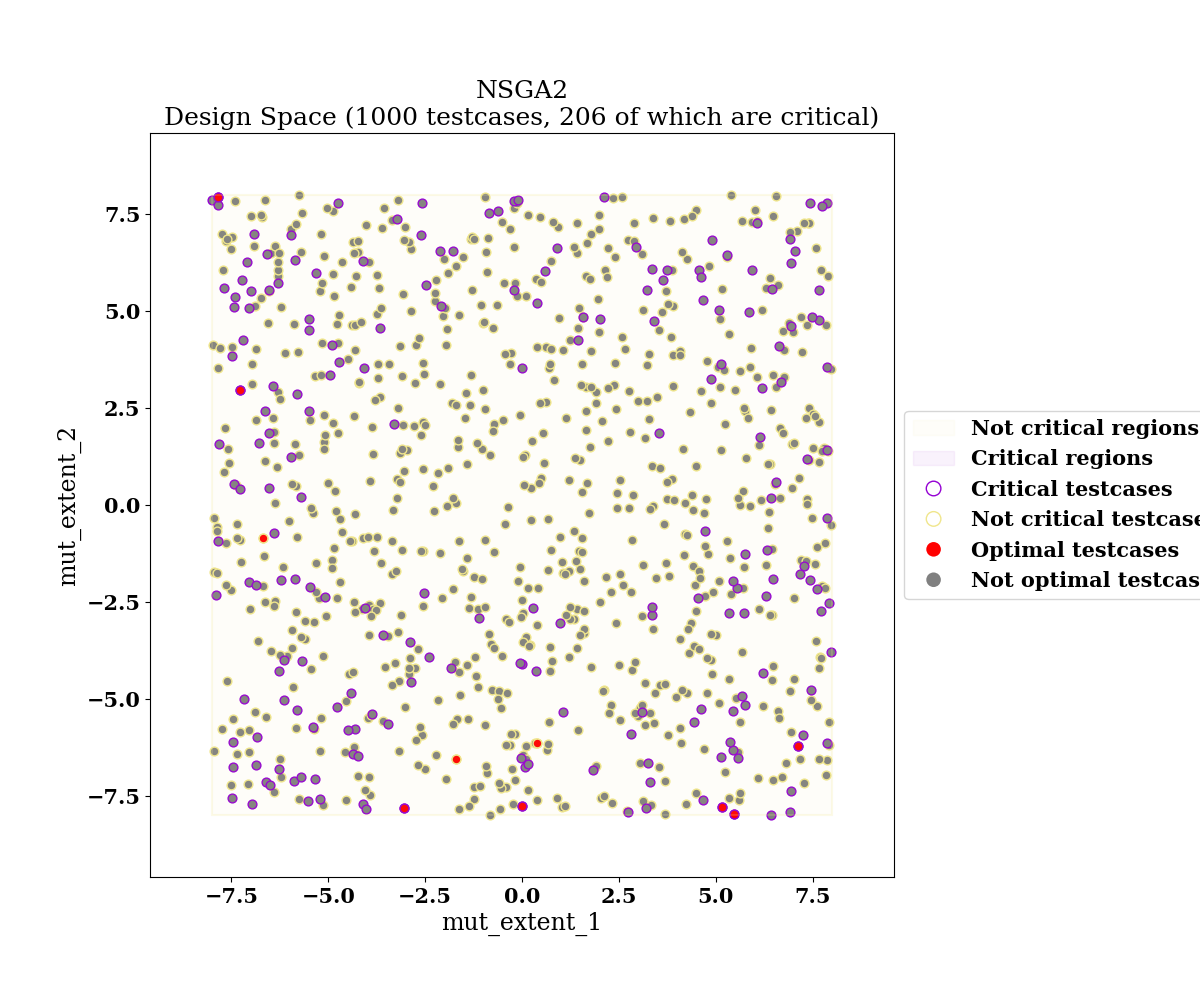 NSGA2
Design Space (1000 testcases, 206 of which are critical)
7.5
5.0
2.5
0.0
−2.5
−5.0
−7.5
mut_extent_2
−7.5 −5.0 −2.5 0.0 2.5 5.0 7.5
mut_extent_1
Not critical regions
Critical regions
Critical testcases
Not critical testcase
Optimal testcases
Not optimal testcas